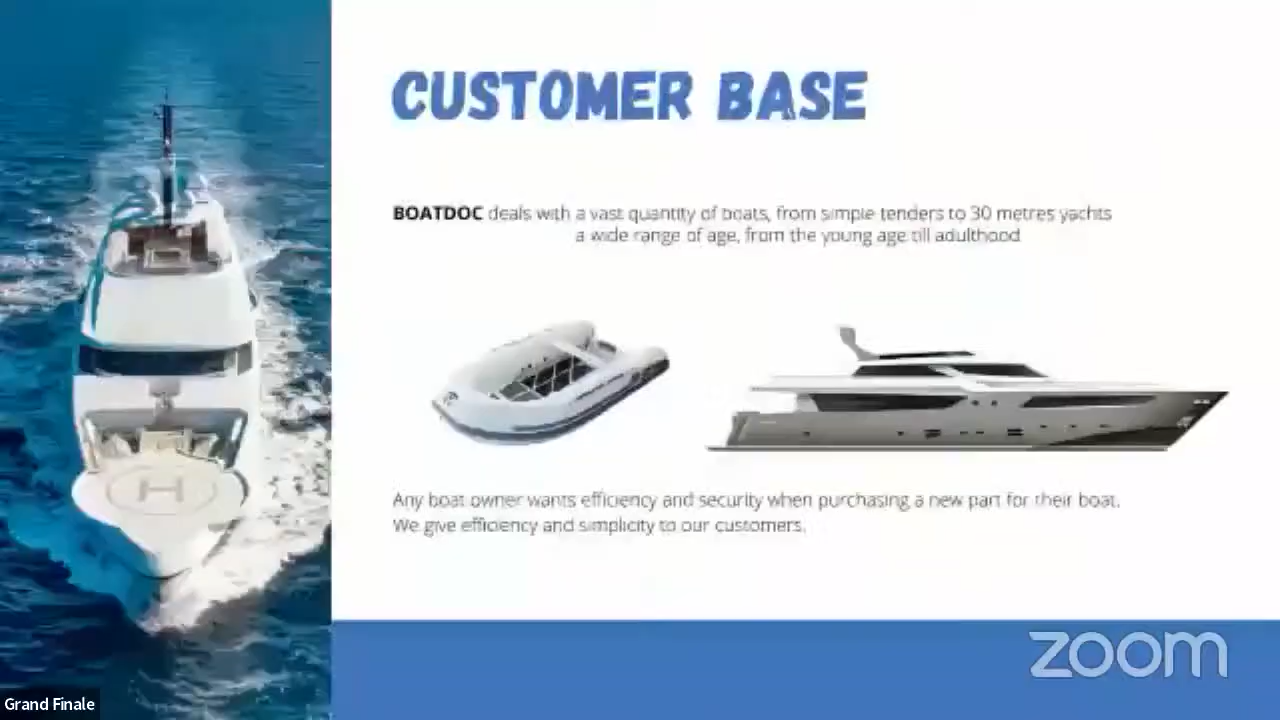 CUSTOMER BASE
BOATDOC deals with a vast quantity of boats, from simple tenders to 30 metres yachts
a wide range of age, from the young age till adulthood
Any boat owner wants efficiency and security when purchasing a new part for their boat.
We give efficiency and simplicity to our customers.
H
zoom
Grand Finale